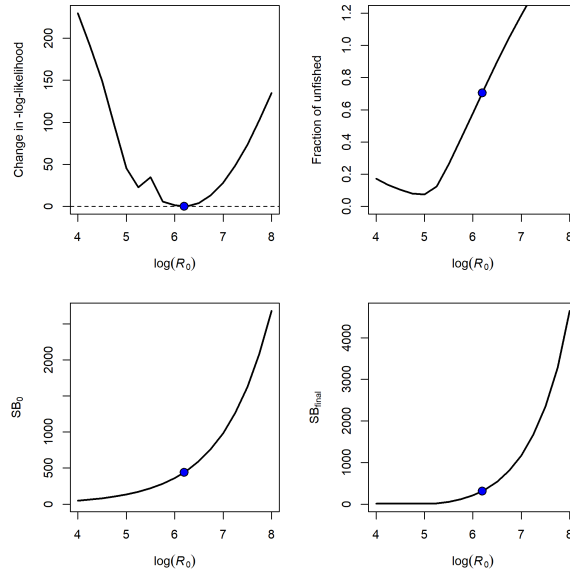 Change in -log-likelihood
0 50 100 150 200
4 5 6 7 8
log(R₀)
Fraction of unfished
0.0 0.2 0.4 0.6 0.8 1.0 1.2
4 5 6 7 8
log(R₀)
SB₀
0 500 1000 2000
4 5 6 7 8
log(R₀)
SBfinal
0 1000 2000 3000 4000
4 5 6 7 8
log(R₀)